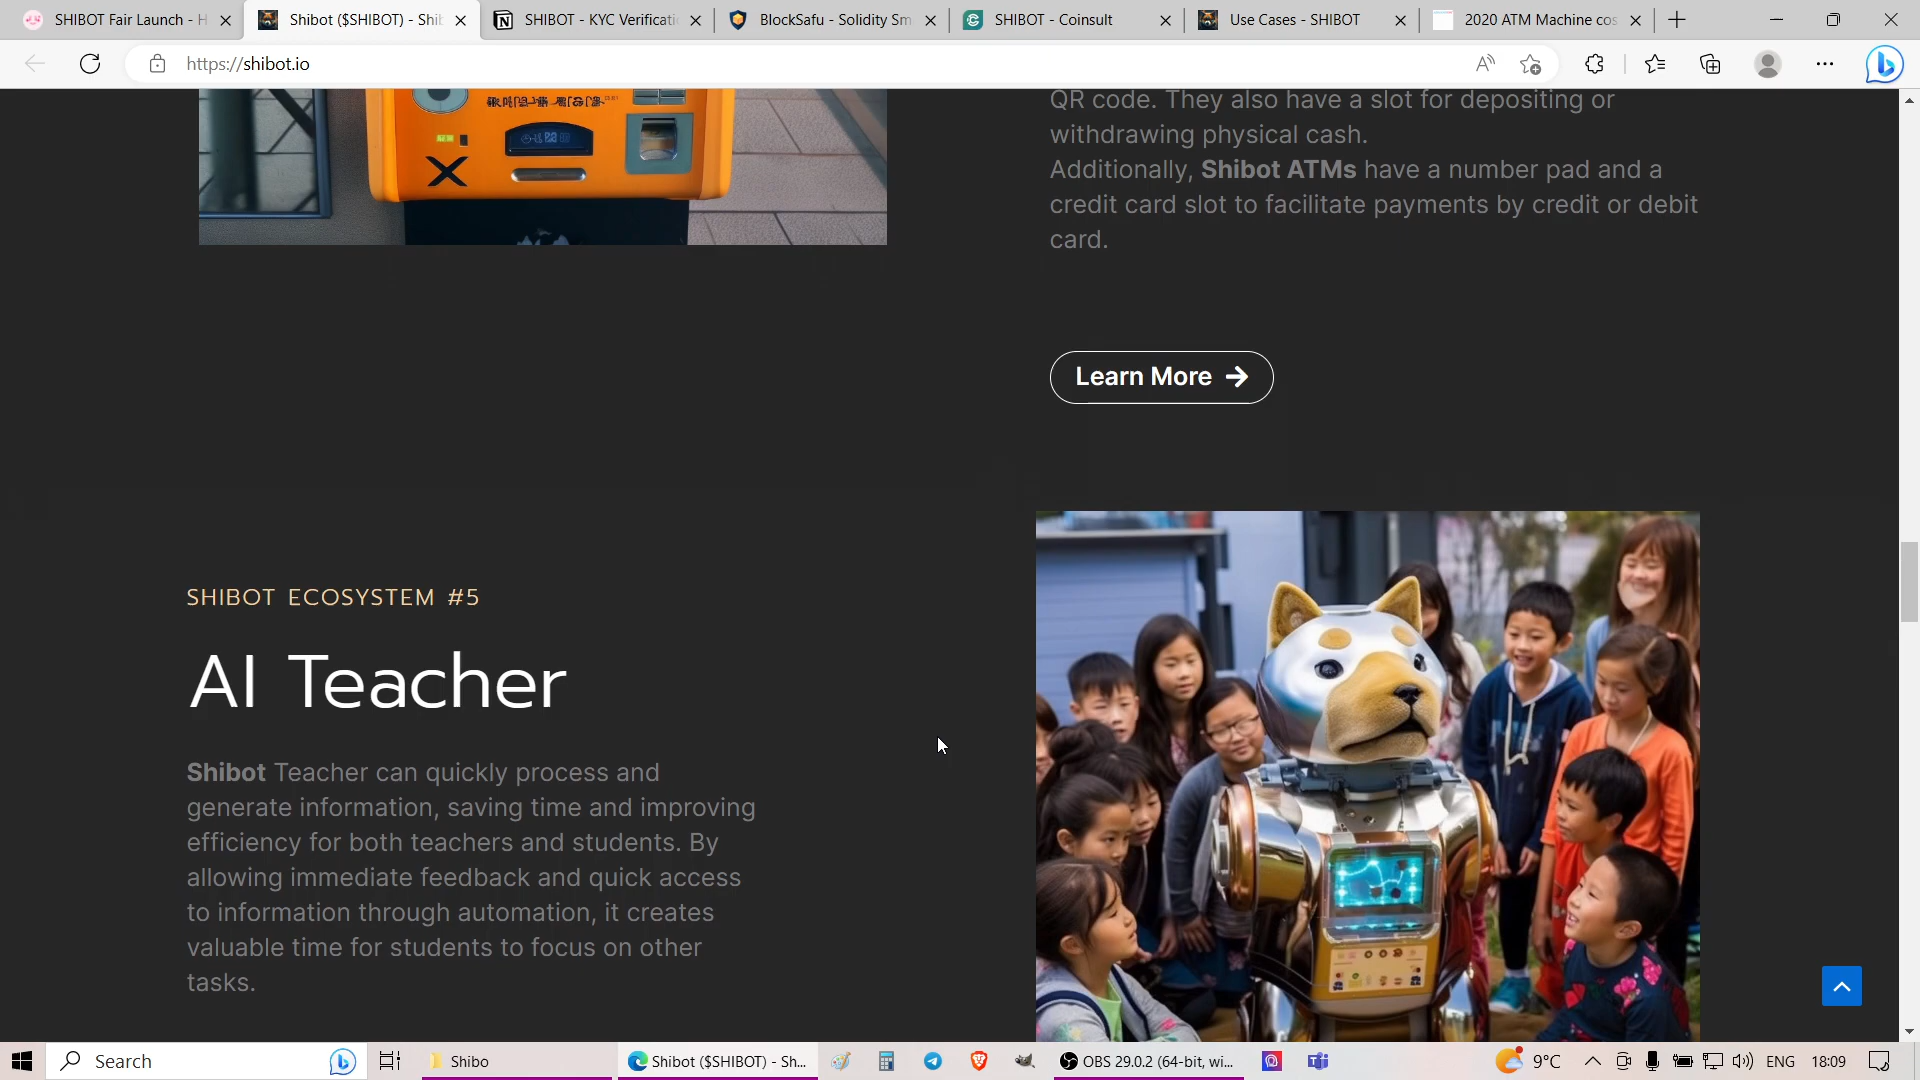 SHIBOT Fair Launch - H
Shibot ($SHIBOT) - Shib
SHIBOT - KYC Verificati
BlockSafu - Solidity Sm
SHIBOT - Coinsult
Use Cases - SHIBOT
2020 ATM Machine cos
https://shibot.io
QR code. They also have a slot for depositing or
withdrawing physical cash.
Additionally, Shibot ATMs have a number pad and a
credit card slot to facilitate payments by credit or debit
card.
Learn More
SHIBOT ECOSYSTEM #5
AI Teacher
Shibot Teacher can quickly process and
generate information, saving time and improving
efficiency for both teachers and students. By
allowing immediate feedback and quick access
to information through automation, it creates
valuable time for students to focus on other
tasks.
Search
Shibo
Shibot ($SHIBOT) - Sh...
OBS 29.0.2 (64-bit, wi...
9°C
ENG
18:09